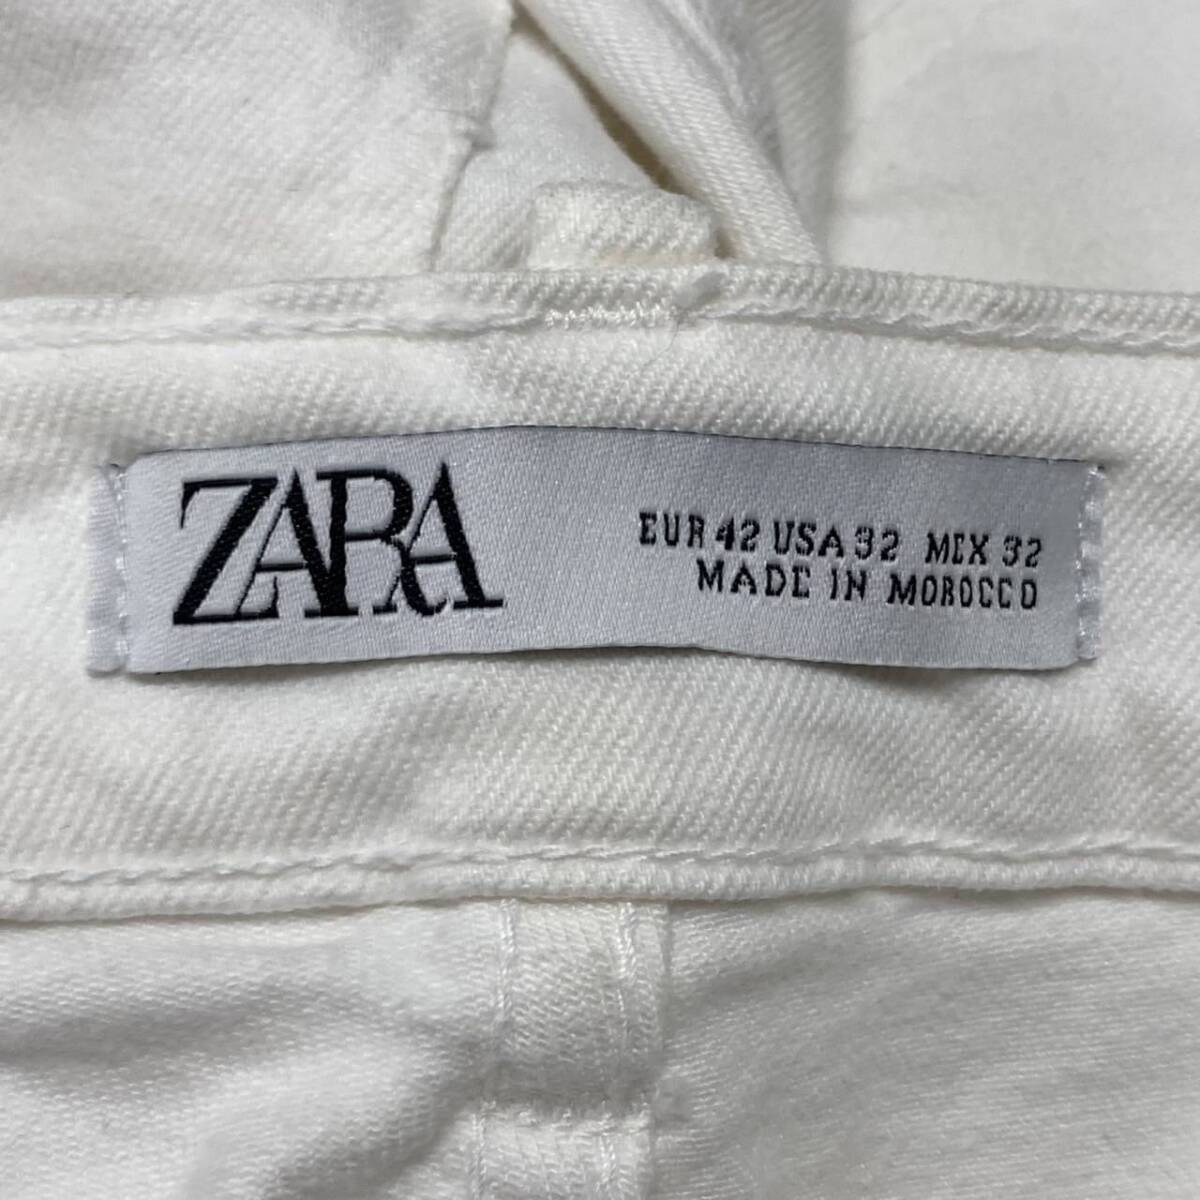 ZARA
EUR 42 USA 32 MEX 32
MADE IN MOROCCO